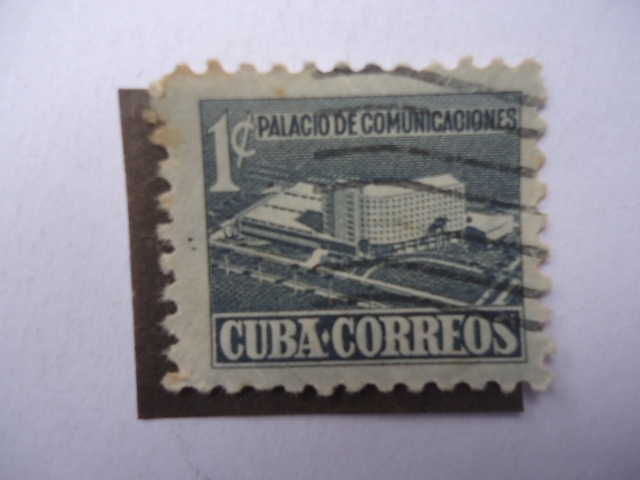 1¢ PALACIO DE COMUNICACIONES
CUBA·CORREOS